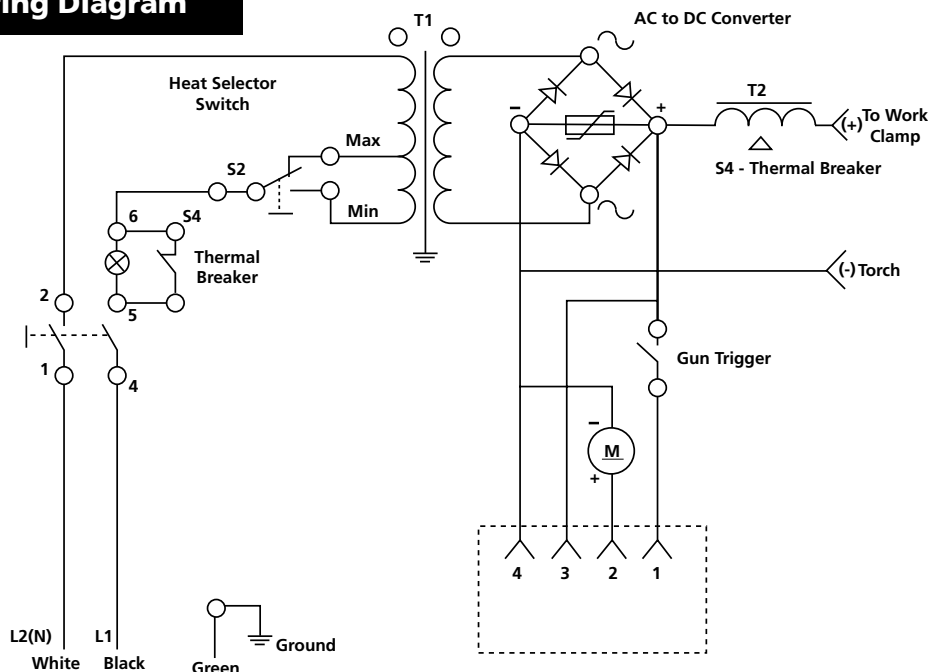 Diagram
T1
AC to DC Converter
Heat Selector
Switch
T2
-
+
(+)
To Work
Clamp
S4 - Thermal Breaker
Max
S2
Min
6
S4
Thermal
Breaker
(-) Torch
2
5
Gun Trigger
1
4
-
M
+
4
3
2
1
L2(N)
L1
Ground
White
Black
Green